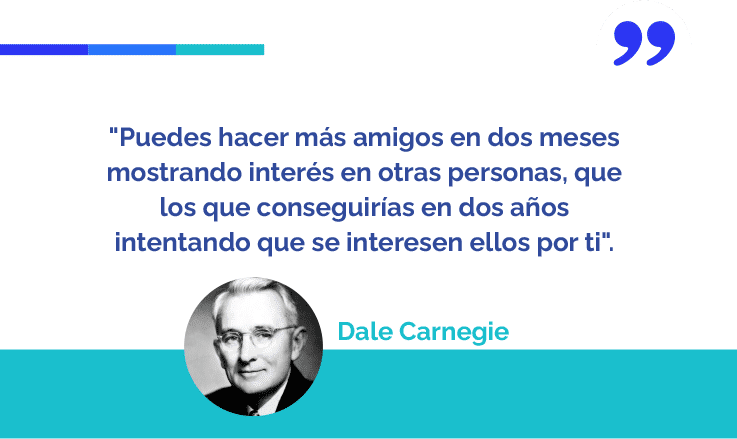 "Puedes hacer más amigos en dos meses
mostrando interés en otras personas, que
los que conseguirías en dos años
intentando que se interesen ellos por ti".
Dale Carnegie